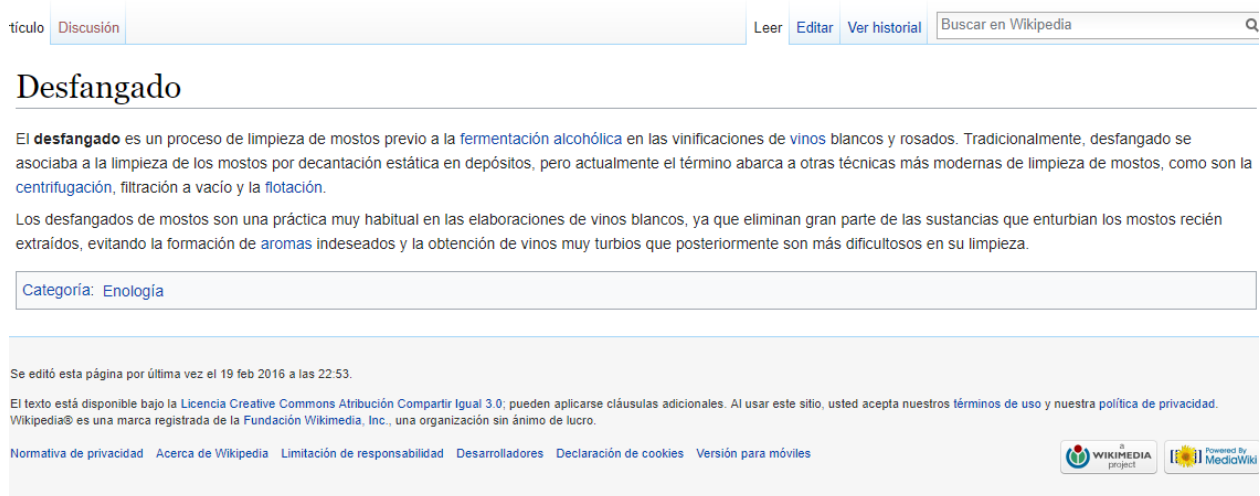 tículo Discusión Leer Editar Ver historial Buscar en Wikipedia
Desfangado
El desfangado es un proceso de limpieza de mostos previo a la fermentación alcohólica en las vinificaciones de vinos blancos y rosados. Tradicionalmente, desfangado se
asociaba a la limpieza de los mostos por decantación estática en depósitos, pero actualmente el término abarca a otras técnicas más modernas de limpieza de mostos, como son la
centrifugación, filtración a vacío y la flotación.
Los desfangados de mostos son una práctica muy habitual en las elaboraciones de vinos blancos, ya que eliminan gran parte de las sustancias que enturbian los mostos recién
extraídos, evitando la formación de aromas indeseados y la obtención de vinos muy turbios que posteriormente son más dificultosos en su limpieza.
Categoría: Enología
Se editó esta página por última vez el 19 feb 2016 a las 22:53.
El texto está disponible bajo la Licencia Creative Commons Atribución Compartir Igual 3.0; pueden aplicarse cláusulas adicionales. Al usar este sitio, usted acepta nuestros términos de uso y nuestra política de privacidad.
Wikipedia® es una marca registrada de la Fundación Wikimedia, Inc., una organización sin ánimo de lucro.
Normativa de privacidad Acerca de Wikipedia Limitación de responsabilidad Desarrolladores Declaración de cookies Versión para móviles
a
WIKIMEDIA
project
Powered By
MediaWiki